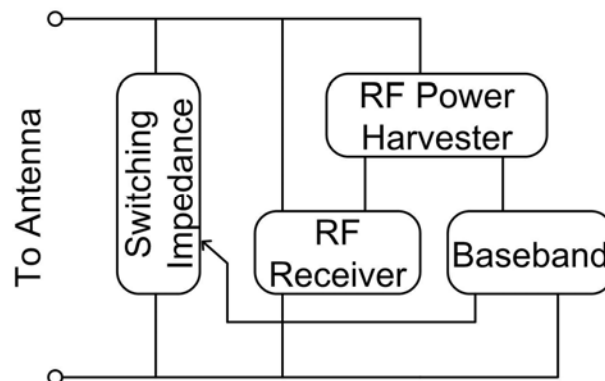 To Antenna
Switching
Impedance
RF Power
Harvester
RF
Receiver
Baseband